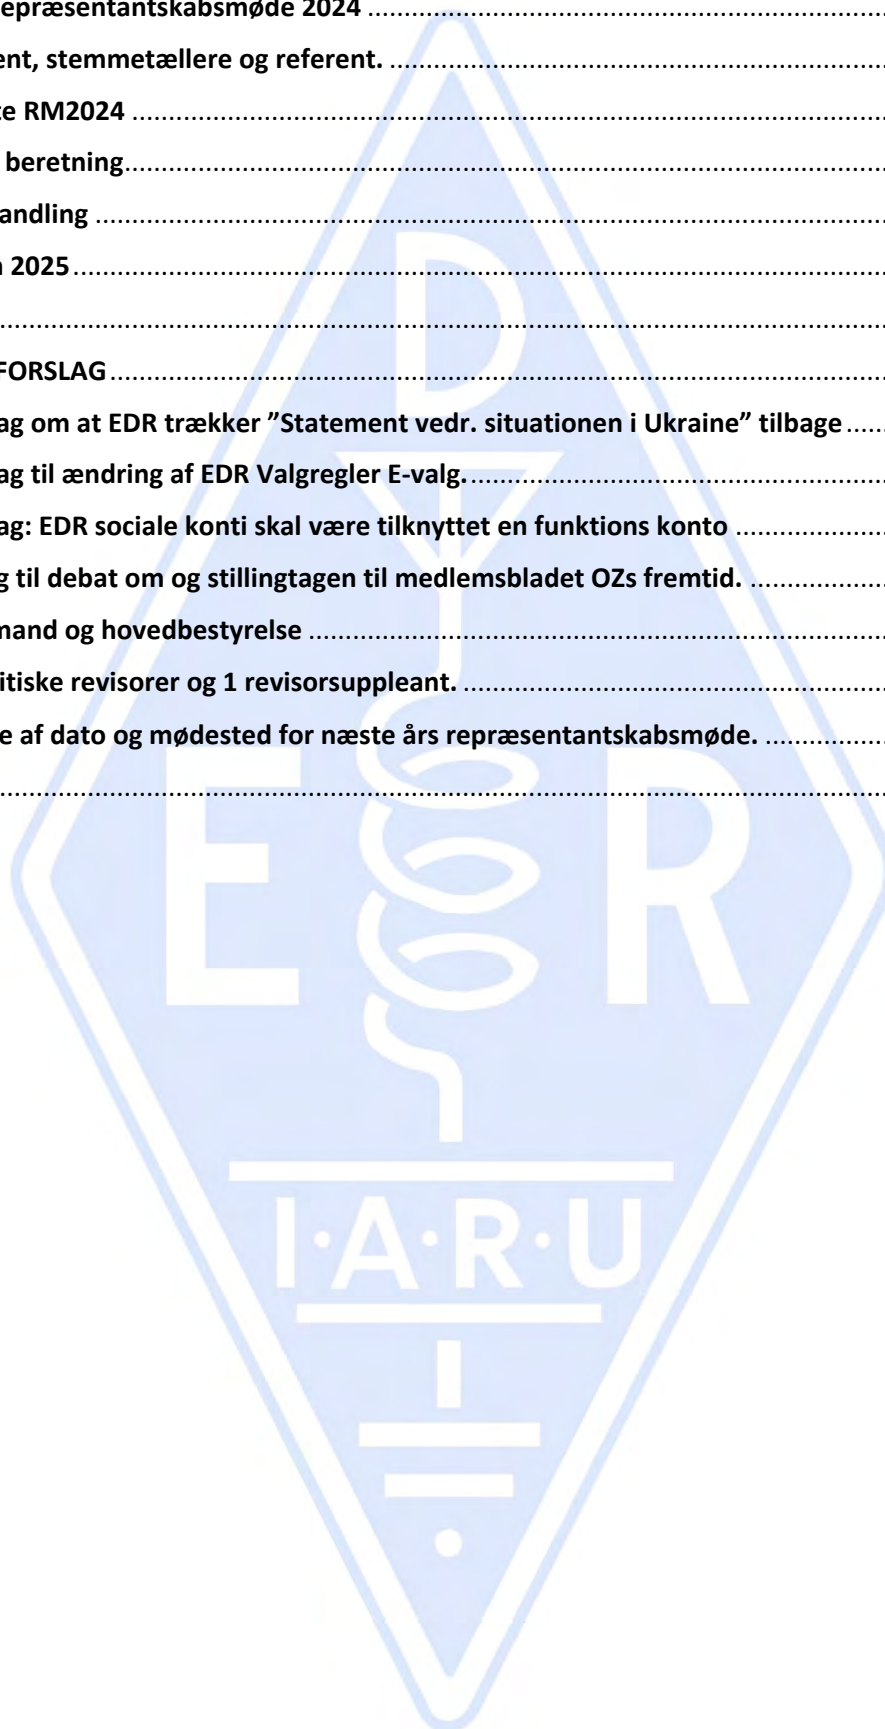 epræsentantskabsmøde 2024
ent, stemmetællere og referent.
te RM2024
beretning
andling
2025
FORSLAG
ag om at EDR trækker ”Statement vedr. situationen i Ukraine” tilbage
ag til ændring af EDR Valgregler E-valg.
ag: EDR sociale konti skal være tilknyttet en funktions konto
g til debat om og stillingtagen til medlemsbladet OZs fremtid.
mand og hovedbestyrelse
itiske revisorer og 1 revisorsuppleant.
e af dato og mødested for næste års repræsentantskabsmøde.
D
E R
I·A·R·U